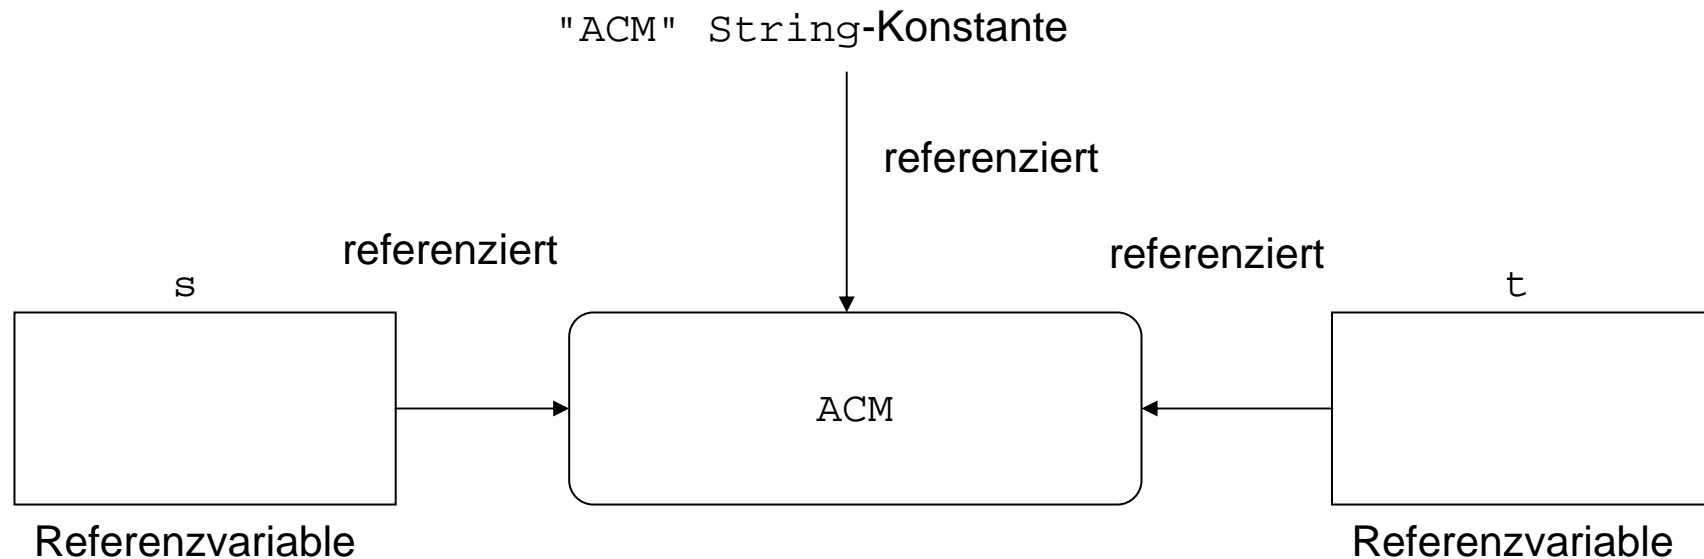 "ACM" String-Konstante
referenziert
referenziert
referenziert
s
t
ACM
Referenzvariable
Referenzvariable